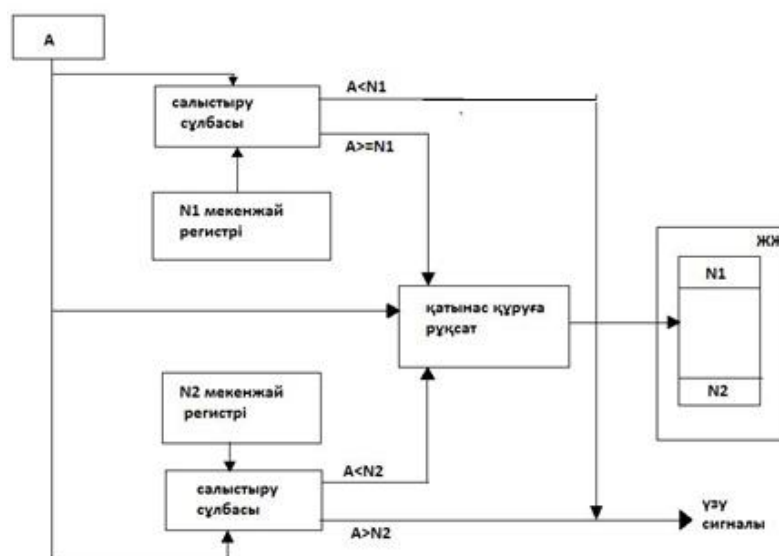 А
салыстыру
сұлбасы
A<N1
A>=N1
N1 мекенжай
регистрі
ЖЖ
N1
қатынас құруға
рұқсат
N2
N2 мекенжай
регистрі
A<N2
салыстыру
сұлбасы
A>N2
үзу
сигналы